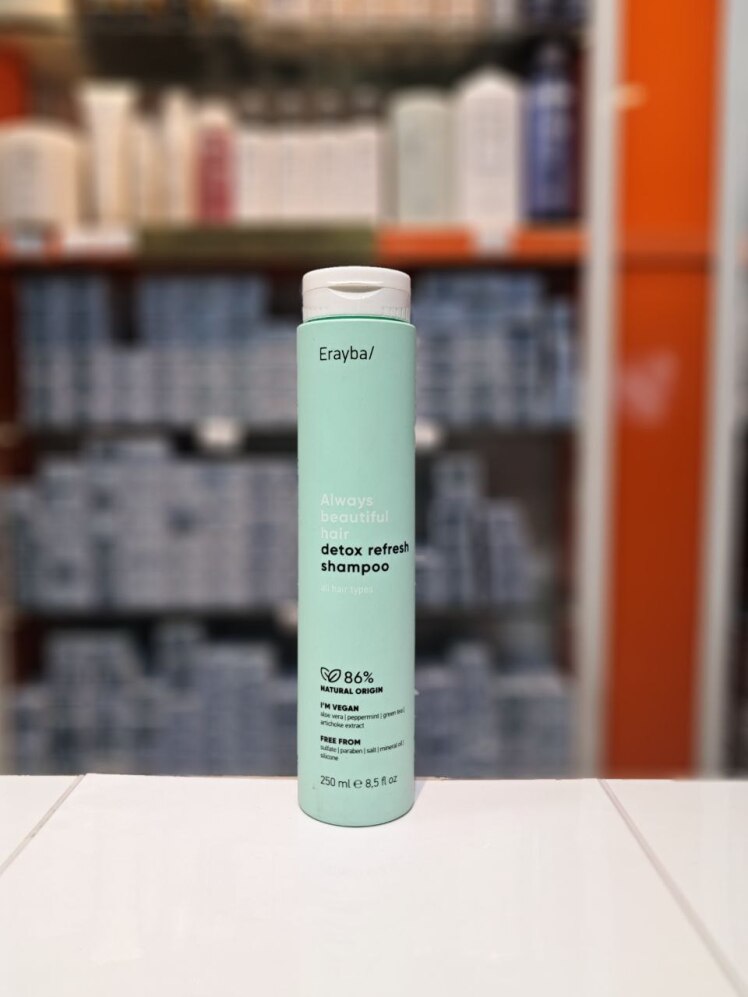 Erayba/
Always
beautiful
hair
detox refresh
shampoo
all hair types
86%
NATURAL ORIGIN
I'M VEGAN
aloe vera | peppermint | green tea |
artichoke extract
FREE FROM
sulfate | paraben | salt | mineral oil |
silicone
250 ml ℮ 8,5 fl oz